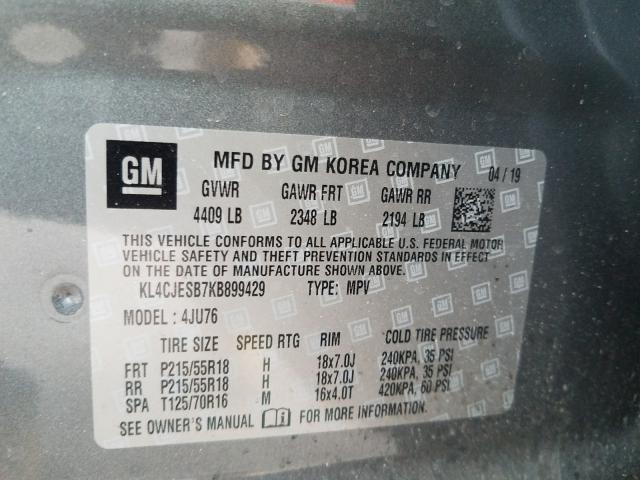 GM MFD BY GM KOREA COMPANY 04 / 19
GVWR GAWR FRT GAWR RR
4409 LB 2348 LB 2194 LB
THIS VEHICLE CONFORMS TO ALL APPLICABLE U.S. FEDERAL MOTOR
VEHICLE SAFETY AND THEFT PREVENTION STANDARDS IN EFFECT
ON THE DATE OF MANUFACTURE SHOWN ABOVE.
KL4CJESB7KB899429 TYPE: MPV
MODEL : 4JU76
TIRE SIZE SPEED RTG RIM COLD TIRE PRESSURE
FRT P215/55R18 H 18x7.0J 240KPA, 35 PSI
RR P215/55R18 H 18x7.0J 240KPA, 35 PSI
SPA T125/70R16 M 16x4.0T 420KPA, 60 PSI
SEE OWNER'S MANUAL FOR MORE INFORMATION.